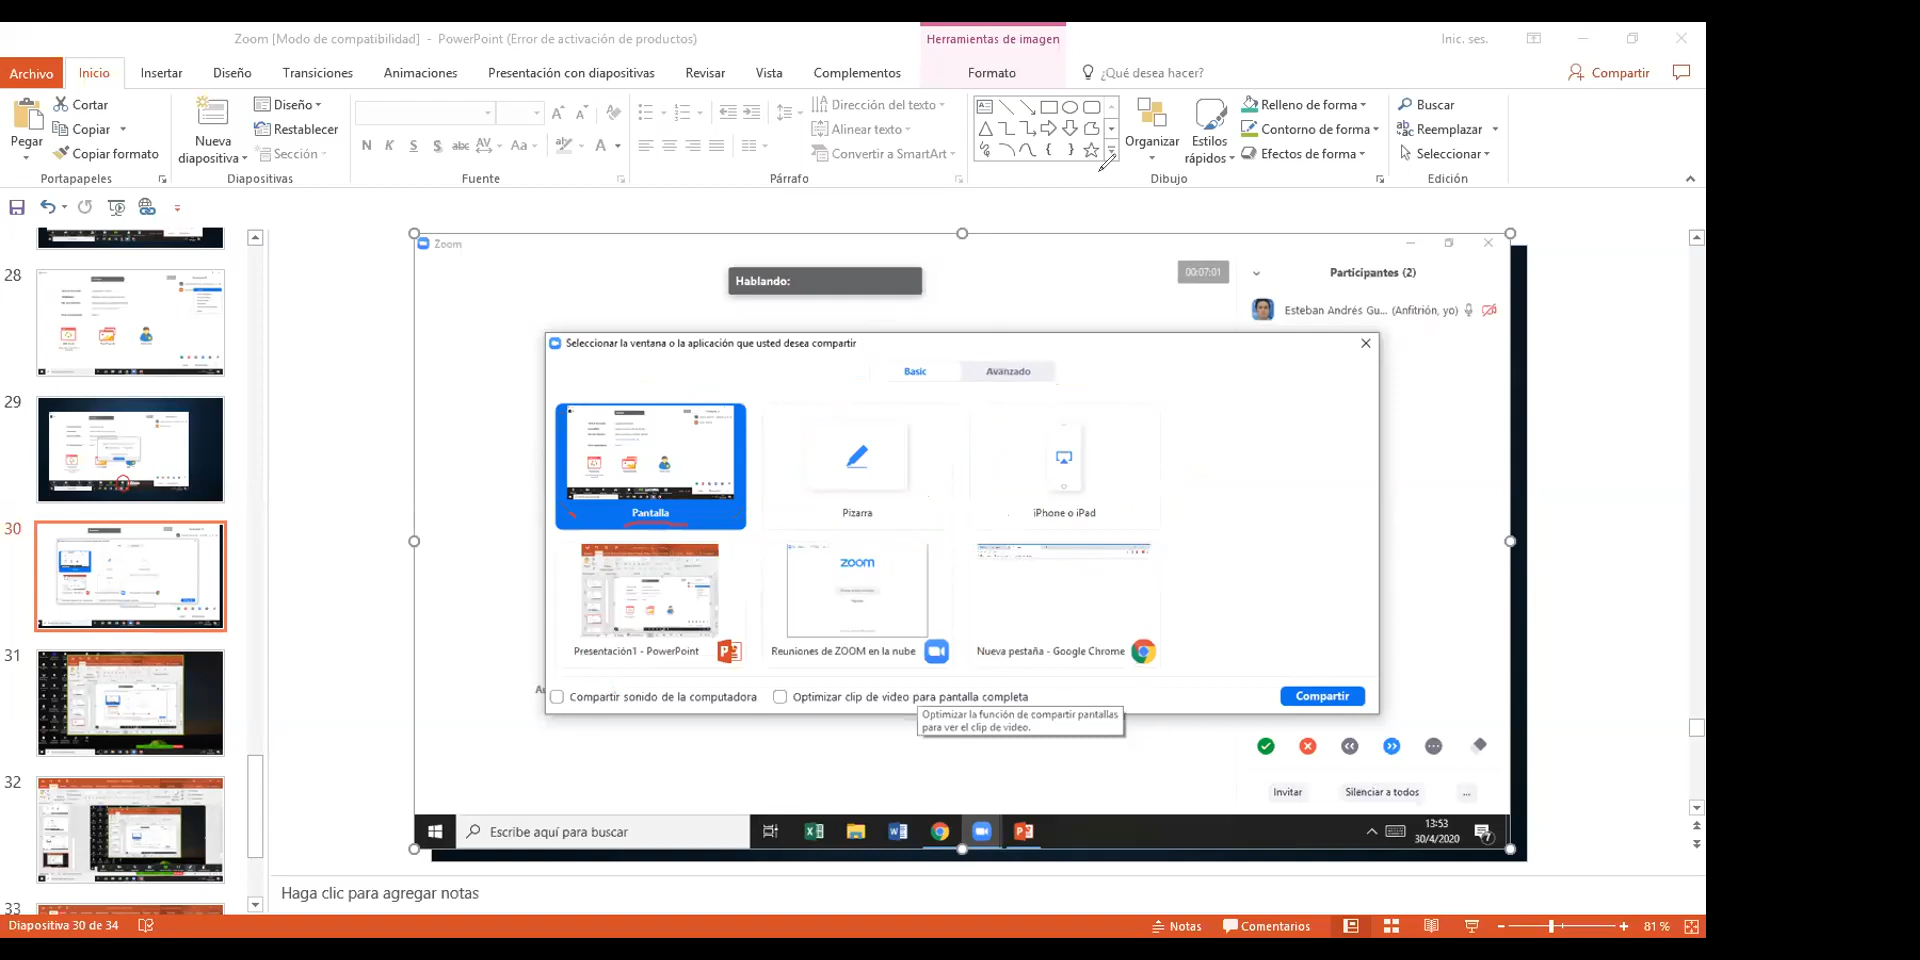 Zoom [Modo de compatibilidad] - PowerPoint (Error de activación de productos)
Herramientas de imagen
Inic. ses.
Archivo
Inicio
Insertar
Diseño
Transiciones
Animaciones
Presentación con diapositivas
Revisar
Vista
Complementos
Formato
¿Qué desea hacer?
Compartir
Pegar
Cortar
Copiar
Copiar formato
Portapapeles
Nueva
diapositiva
Diseño
Restablecer
Sección
Diapositivas
N K S S abc AV Aa A
Fuente
Dirección del texto
Alinear texto
Convertir a SmartArt
Párrafo
Organizar
Estilos
rápidos
Relleno de forma
Contorno de forma
Efectos de forma
Dibujo
Buscar
Reemplazar
Seleccionar
Edición
28
29
30
31
32
33
Zoom
Hablando:
00:07:01
Participantes (2)
Esteban Andrés Gu... (Anfitrión, yo)
Seleccionar la ventana o la aplicación que usted desea compartir
Basic
Avanzado
Pantalla
Pizarra
iPhone o iPad
zoom
Presentación1 - PowerPoint
Reuniones de ZOOM en la nube
Nueva pestaña - Google Chrome
Compartir sonido de la computadora
Optimizar clip de video para pantalla completa
Compartir
Optimizar la función de compartir pantallas
para ver el clip de video.
Invitar
Silenciar a todos
...
Escribe aquí para buscar
13:53
30/4/2020
7
Haga clic para agregar notas
Diapositiva 30 de 34
Notas
Comentarios
81 %